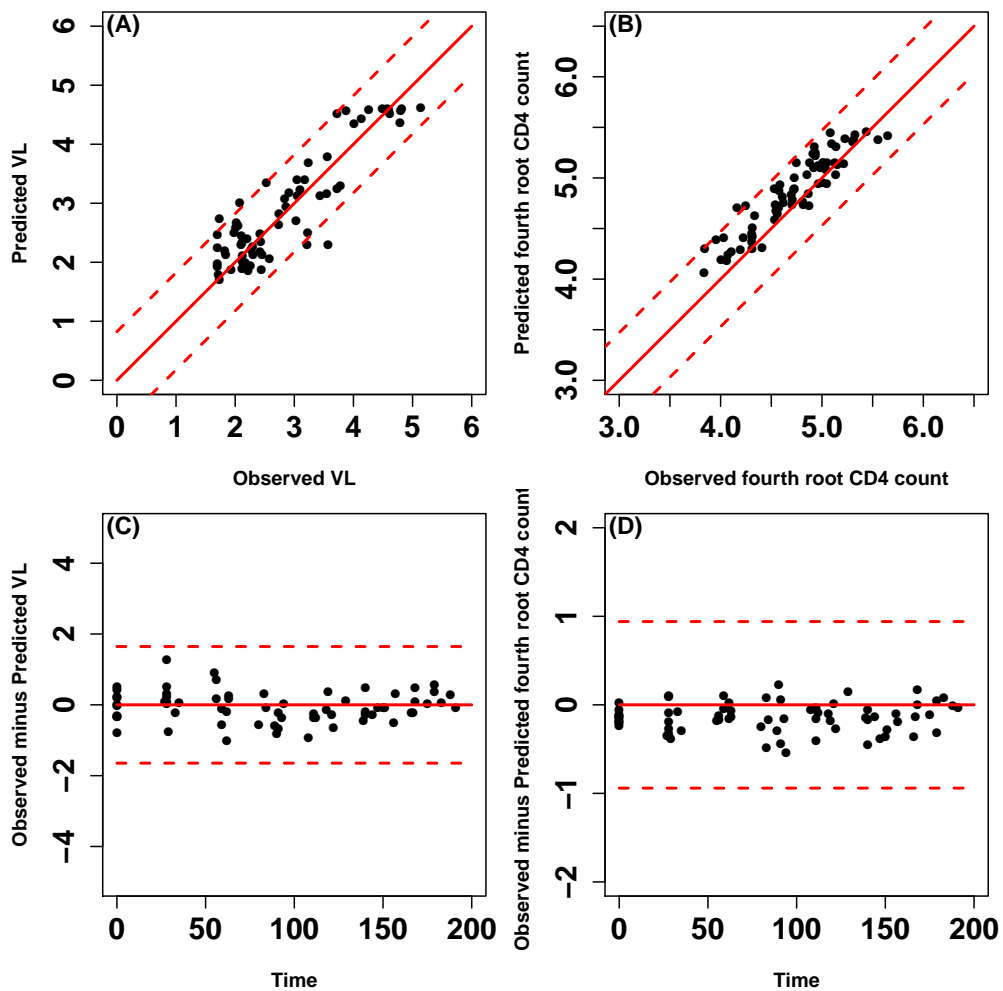 (A)
Predicted VL
6
5
4
3
2
1
0
0 1 2 3 4 5 6
Observed VL
(B)
Predicted fourth root CD4 count
6.0
5.0
4.0
3.0
3.0 4.0 5.0 6.0
Observed fourth root CD4 count
(C)
Observed minus Predicted VL
4
2
0
−2
−4
0 50 100 150 200
Time
(D)
Observed minus Predicted fourth root CD4 count
2
1
0
−1
−2
0 50 100 150 200
Time